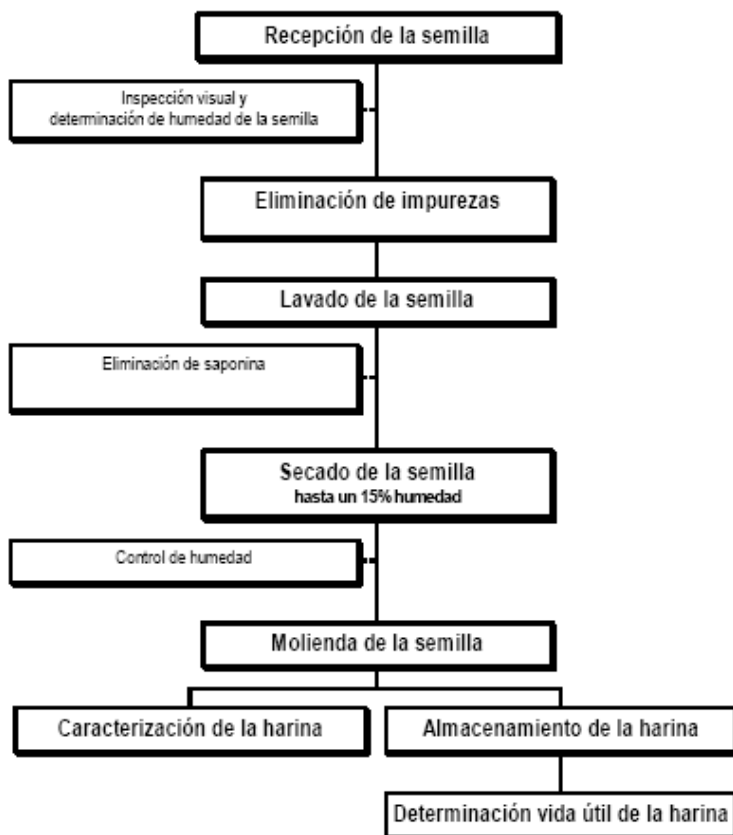 Recepción de la semilla
Inspección visual y
determinación de humedad de la semilla
Eliminación de impurezas
Lavado de la semilla
Eliminación de saponina
Secado de la semilla
hasta un 15% humedad
Control de humedad
Molienda de la semilla
Caracterización de la harina
Almacenamiento de la harina
Determinación vida útil de la harina